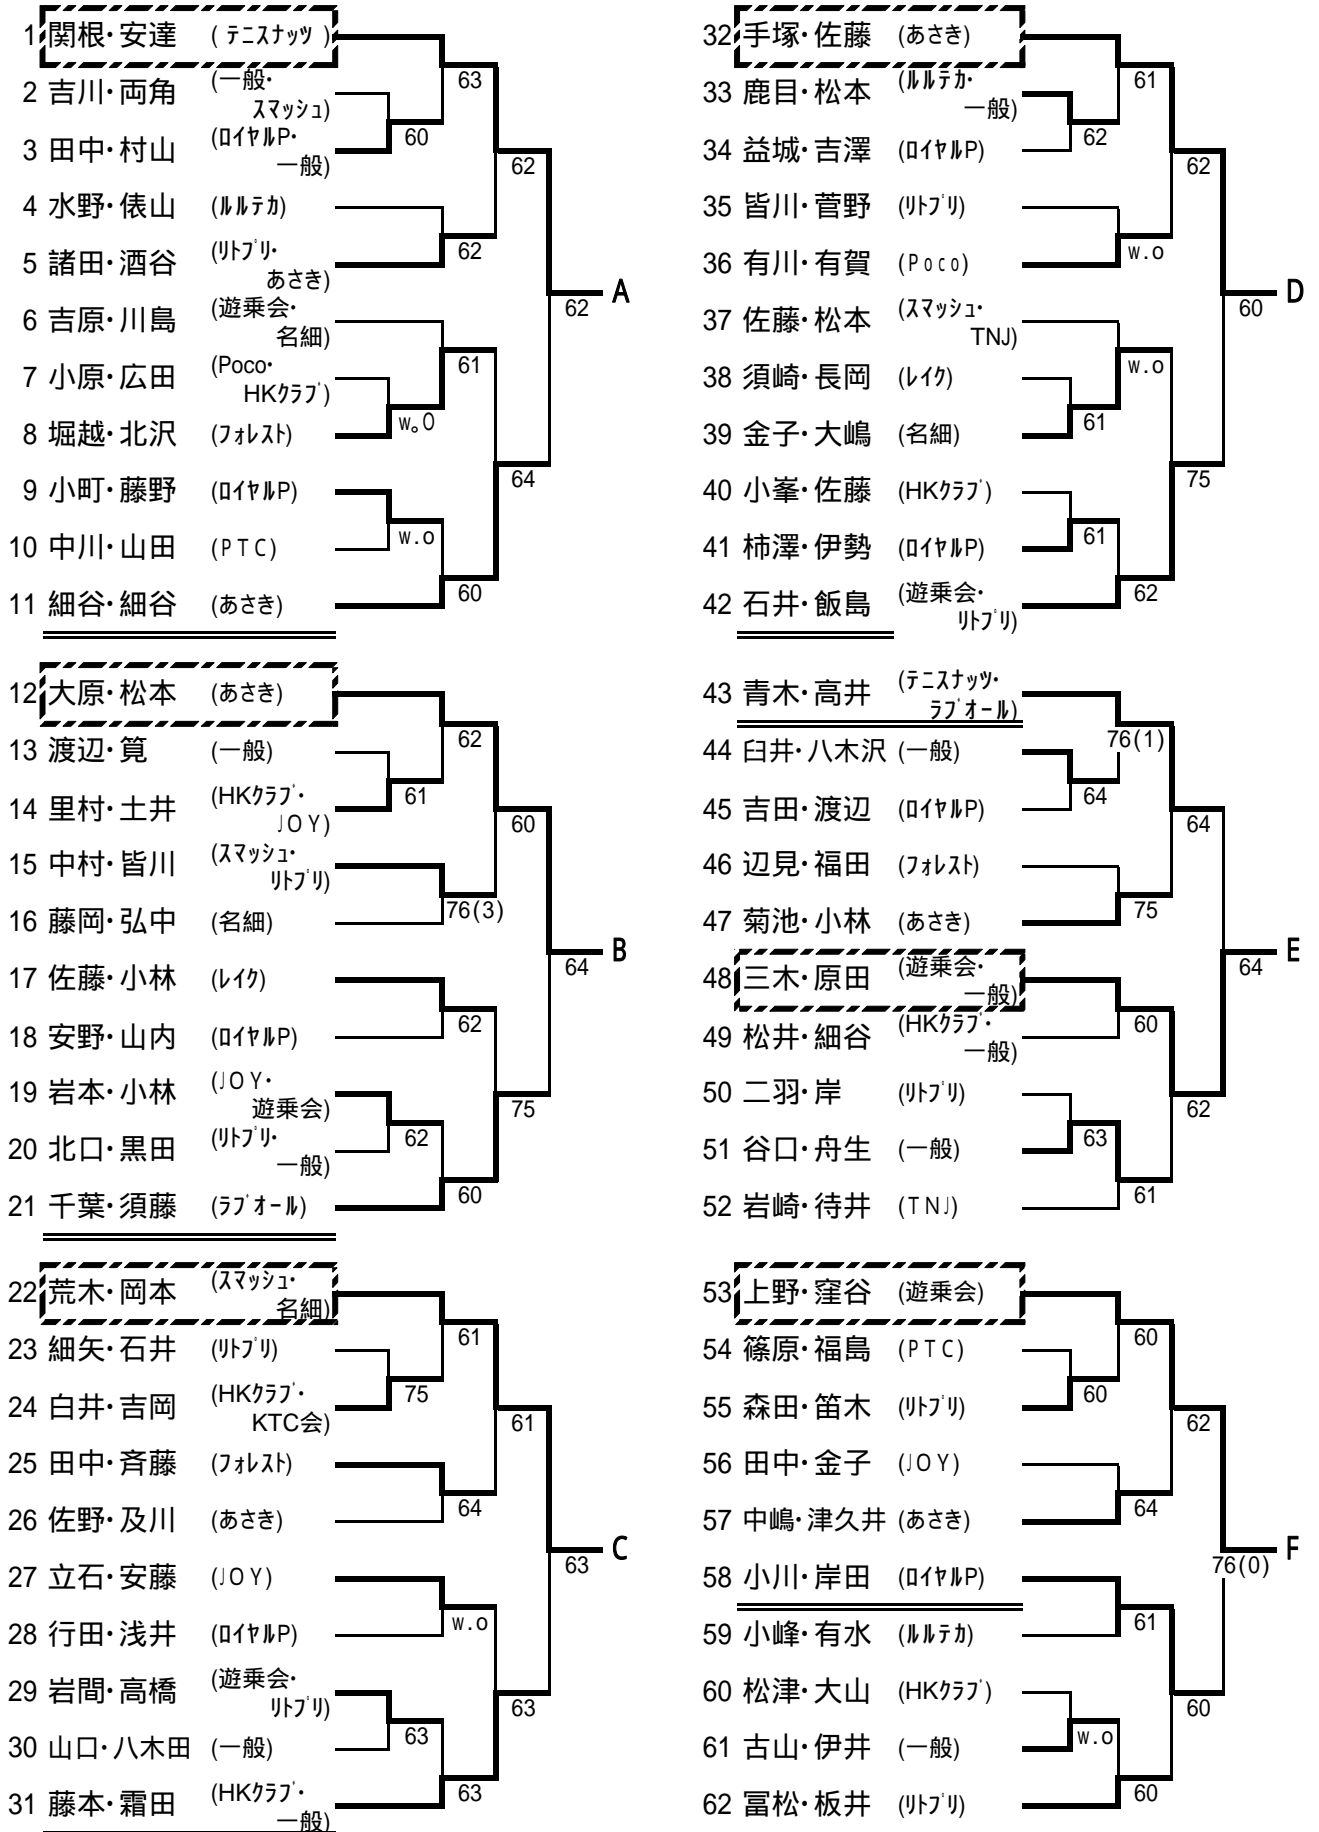 1 関根・安達 (テニスナッツ)
2 吉川・両角 (一般・
スマッシュ)
3 田中・村山 (ロイヤルP・
一般)
4 水野・俵山 (ルルテカ)
5 諸田・酒谷 (リトプリ・
あさき)
6 吉原・川島 (遊乗会・
名細)
7 小原・広田 (Poco・
HKクラブ)
8 堀越・北沢 (フォレスト)
9 小町・藤野 (ロイヤルP)
10 中川・山田 (PTC)
11 細谷・細谷 (あさき)
63
60
62
62
62
A
61
w。O
64
w.o
60
12 大原・松本 (あさき)
13 渡辺・筧 (一般)
14 里村・土井 (HKクラブ・
JOY)
15 中村・皆川 (スマッシュ・
リトプリ)
16 藤岡・弘中 (名細)
17 佐藤・小林 (レイク)
18 安野・山内 (ロイヤルP)
19 岩本・小林 (JOY・
遊乗会)
20 北口・黒田 (リトプリ・
一般)
21 千葉・須藤 (ラブオール)
62
61
60
76(3)
64
B
62
75
62
60
22 荒木・岡本 (スマッシュ・
名細)
23 細矢・石井 (リトプリ)
24 白井・吉岡 (HKクラブ・
KTC会)
25 田中・斉藤 (フォレスト)
26 佐野・及川 (あさき)
27 立石・安藤 (JOY)
28 行田・浅井 (ロイヤルP)
29 岩間・高橋 (遊乗会・
リトプリ)
30 山口・八木田 (一般)
31 藤本・霜田 (HKクラブ・
一般)
61
75
61
64
63
C
w.o
63
63
63
32 手塚・佐藤 (あさき)
33 鹿目・松本 (ルルテカ・
一般)
34 益城・吉澤 (ロイヤルP)
35 皆川・菅野 (リトプリ)
36 有川・有賀 (Poco)
37 佐藤・松本 (スマッシュ・
TNJ)
38 須崎・長岡 (レイク)
39 金子・大嶋 (名細)
40 小峯・佐藤 (HKクラブ)
41 柿澤・伊勢 (ロイヤルP)
42 石井・飯島 (遊乗会・
リトプリ)
61
62
62
w.o
60
D
w.o
61
75
61
62
43 青木・高井 (テニスナッツ・
ラブオール)
44 臼井・八木沢 (一般)
45 吉田・渡辺 (ロイヤルP)
46 辺見・福田 (フォレスト)
47 菊池・小林 (あさき)
48 三木・原田 (遊乗会・
一般)
49 松井・細谷 (HKクラブ・
一般)
50 二羽・岸 (リトプリ)
51 谷口・舟生 (一般)
52 岩崎・待井 (TNJ)
76(1)
64
64
75
64
E
60
62
63
61
53 上野・窪谷 (遊乗会)
54 篠原・福島 (PTC)
55 森田・笛木 (リトプリ)
56 田中・金子 (JOY)
57 中嶋・津久井 (あさき)
58 小川・岸田 (ロイヤルP)
59 小峰・有水 (ルルテカ)
60 松津・大山 (HKクラブ)
61 古山・伊井 (一般)
62 冨松・板井 (リトプリ)
60
60
62
64
76(0)
F
61
60
w.o
60